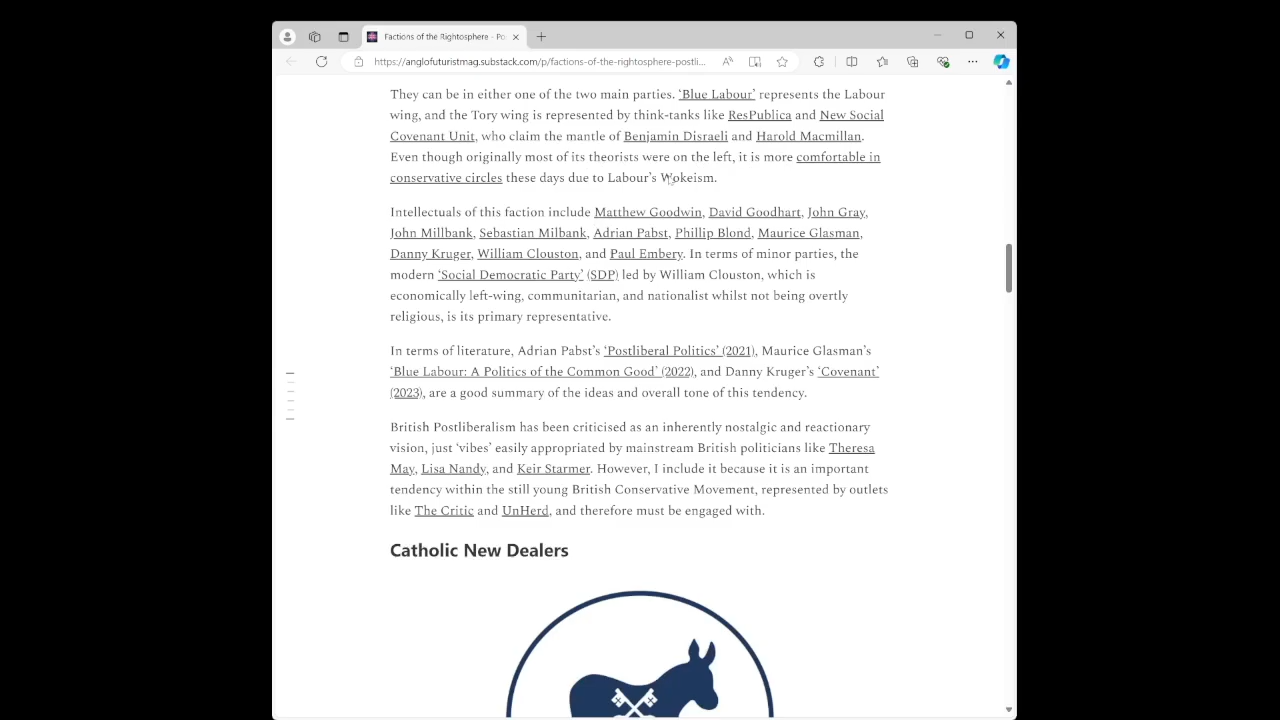 Factions of the Rightosphere - Po
https://anglofuturistmag.substack.com/p/factions-of-the-rightosphere-postli...
They can be in either one of the two main parties. ‘Blue Labour’ represents the Labour
wing, and the Tory wing is represented by think-tanks like ResPublica and New Social
Covenant Unit, who claim the mantle of Benjamin Disraeli and Harold Macmillan.
Even though originally most of its theorists were on the left, it is more comfortable in
conservative circles these days due to Labour’s Wokeism.
Intellectuals of this faction include Matthew Goodwin, David Goodhart, John Gray,
John Millbank, Sebastian Milbank, Adrian Pabst, Phillip Blond, Maurice Glasman,
Danny Kruger, William Clouston, and Paul Embery. In terms of minor parties, the
modern ‘Social Democratic Party’ (SDP) led by William Clouston, which is
economically left-wing, communitarian, and nationalist whilst not being overtly
religious, is its primary representative.
In terms of literature, Adrian Pabst’s ‘Postliberal Politics’ (2021), Maurice Glasman’s
‘Blue Labour: A Politics of the Common Good’ (2022), and Danny Kruger’s ‘Covenant’
(2023), are a good summary of the ideas and overall tone of this tendency.
British Postliberalism has been criticised as an inherently nostalgic and reactionary
vision, just ‘vibes’ easily appropriated by mainstream British politicians like Theresa
May, Lisa Nandy, and Keir Starmer. However, I include it because it is an important
tendency within the still young British Conservative Movement, represented by outlets
like The Critic and UnHerd, and therefore must be engaged with.
Catholic New Dealers